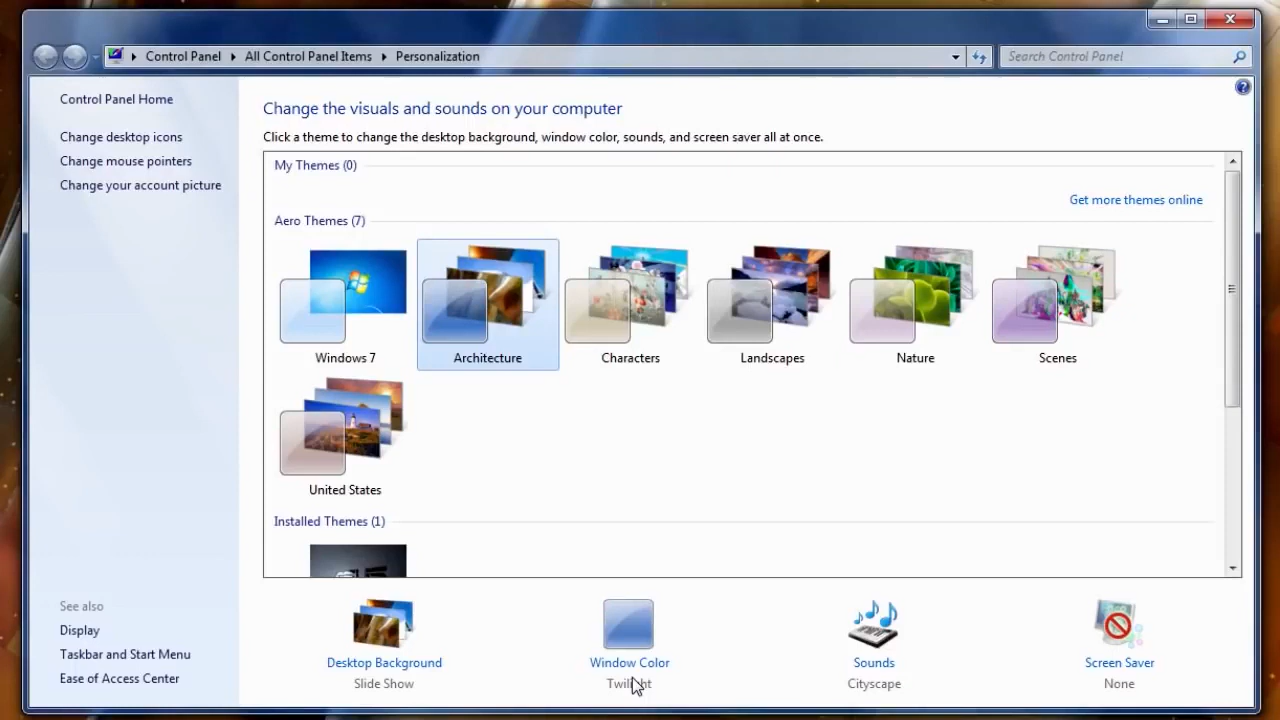 Control Panel
All Control Panel Items
Personalization
Search Control Panel
Control Panel Home
Change desktop icons
Change mouse pointers
Change your account picture
See also
Display
Taskbar and Start Menu
Ease of Access Center
Change the visuals and sounds on your computer
Click a theme to change the desktop background, window color, sounds, and screen saver all at once.
My Themes (0)
Get more themes online
Aero Themes (7)
Windows 7
Architecture
Characters
Landscapes
Nature
Scenes
United States
Installed Themes (1)
Desktop Background
Slide Show
Window Color
Twilight
Sounds
Cityscape
Screen Saver
None